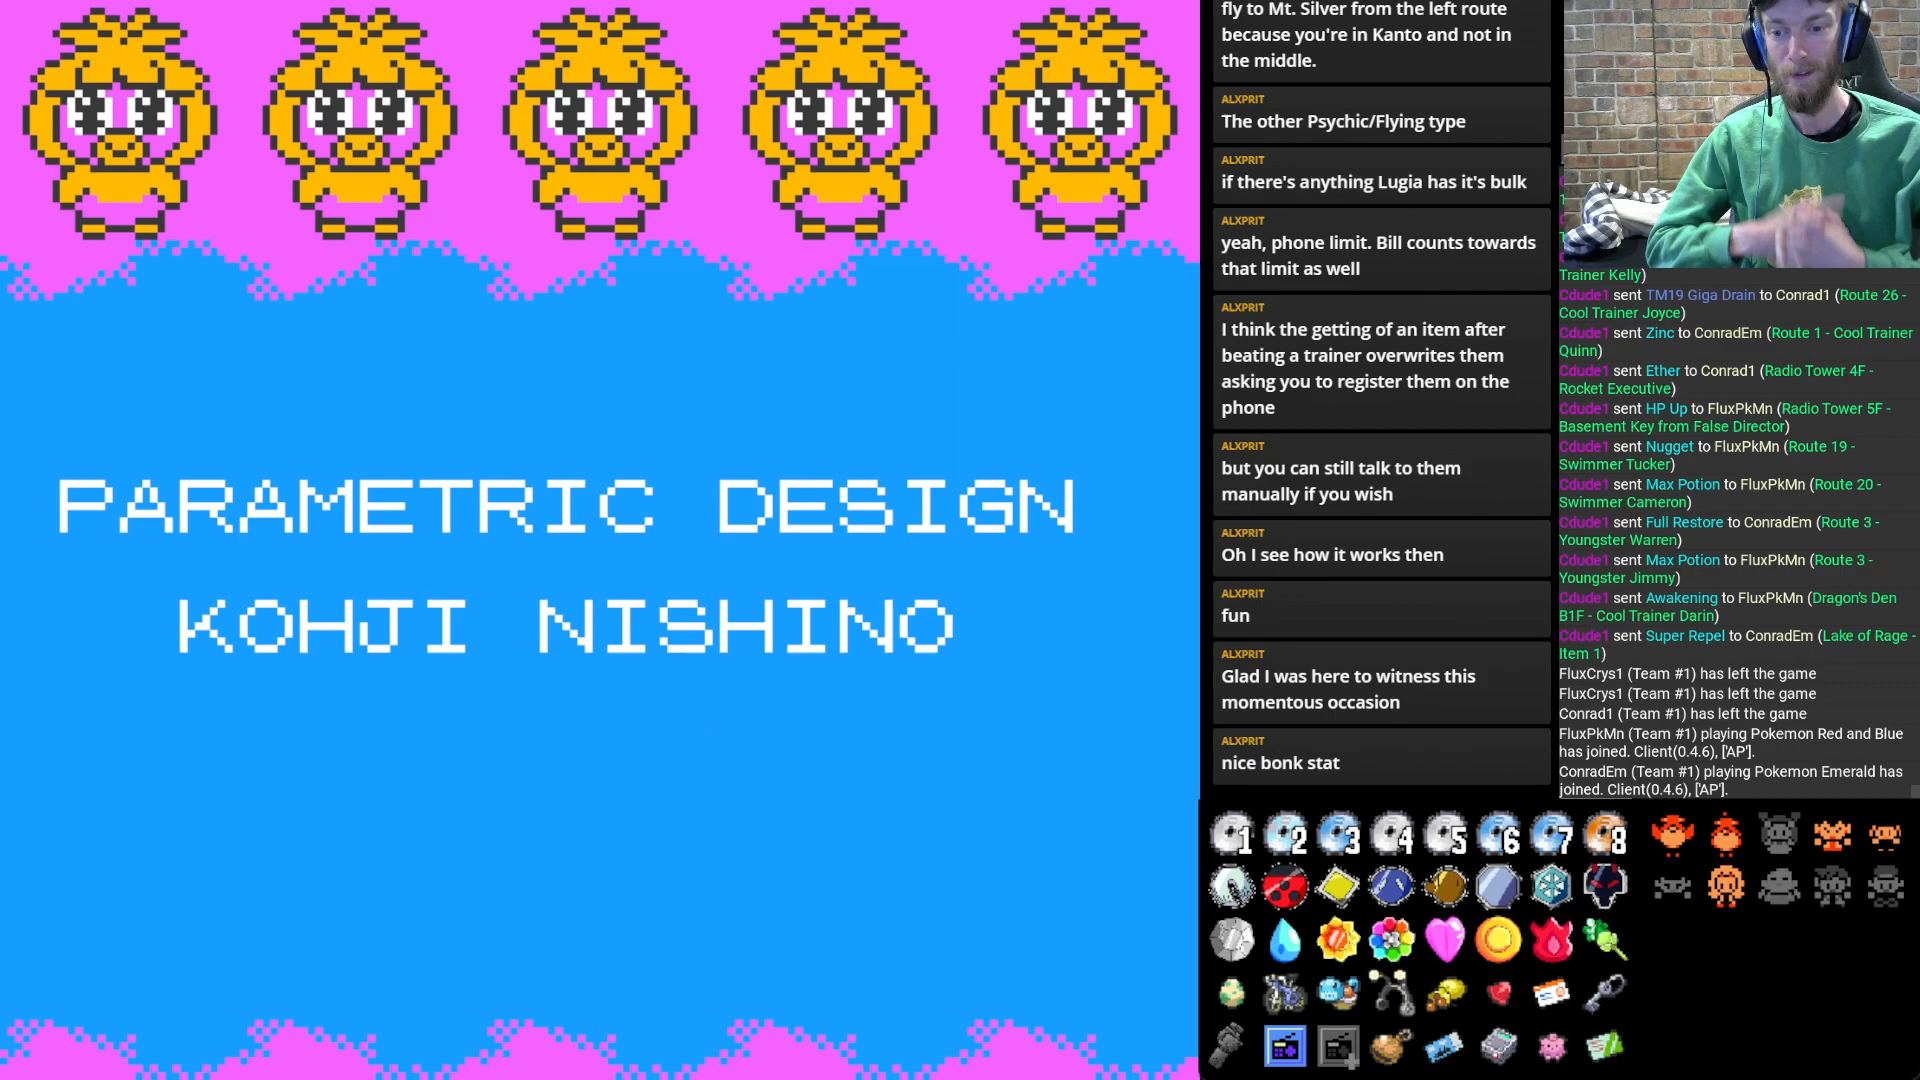 PARAMETRIC DESIGN
KOHJI NISHINO
fly to Mt. Silver from the left route
because you're in Kanto and not in
the middle.
ALXPRIT
The other Psychic/Flying type
ALXPRIT
if there's anything Lugia has it's bulk
ALXPRIT
yeah, phone limit. Bill counts towards
that limit as well
ALXPRIT
I think the getting of an item after
beating a trainer overwrites them
asking you to register them on the
phone
ALXPRIT
but you can still talk to them
manually if you wish
ALXPRIT
Oh I see how it works then
ALXPRIT
fun
ALXPRIT
Glad I was here to witness this
momentous occasion
ALXPRIT
nice bonk stat
Trainer Kelly)
Cdude1 sent TM19 Giga Drain to Conrad1 (Route 26 -
Cool Trainer Joyce)
Cdude1 sent Zinc to ConradEm (Route 1 - Cool Trainer
Quinn)
Cdude1 sent Ether to Conrad1 (Radio Tower 4F -
Rocket Executive)
Cdude1 sent HP Up to FluxPkMn (Radio Tower 5F -
Basement Key from False Director)
Cdude1 sent Nugget to FluxPkMn (Route 19 -
Swimmer Tucker)
Cdude1 sent Max Potion to FluxPkMn (Route 20 -
Swimmer Cameron)
Cdude1 sent Full Restore to ConradEm (Route 3 -
Youngster Warren)
Cdude1 sent Max Potion to FluxPkMn (Route 3 -
Youngster Jimmy)
Cdude1 sent Awakening to FluxPkMn (Dragon's Den
B1F - Cool Trainer Darin)
Cdude1 sent Super Repel to ConradEm (Lake of Rage -
Item 1)
FluxCrys1 (Team #1) has left the game
FluxCrys1 (Team #1) has left the game
Conrad1 (Team #1) has left the game
FluxPkMn (Team #1) playing Pokemon Red and Blue
has joined. Client(0.4.6), ['AP'].
ConradEm (Team #1) playing Pokemon Emerald has
joined. Client(0.4.6), ['AP'].
1 2 3 4 5 6 7 8